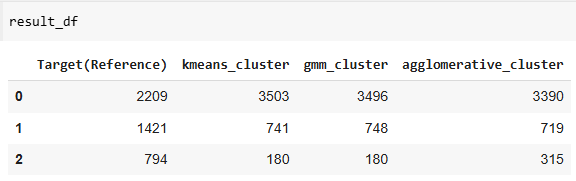 result_df
Target(Reference) kmeans_cluster gmm_cluster agglomerative_cluster
0 2209 3503 3496 3390
1 1421 741 748 719
2 794 180 180 315